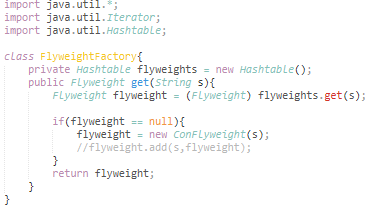 import java.util.*;
import java.util.Iterator;
import java.util.Hashtable;
class FlyweightFactory{
private Hashtable flyweights = new Hashtable();
public Flyweight get(String s){
Flyweight flyweight = (Flyweight) flyweights.get(s);
if(flyweight == null){
flyweight = new ConFlyweight(s);
//flyweight.add(s,flyweight);
}
return flyweight;
}
}